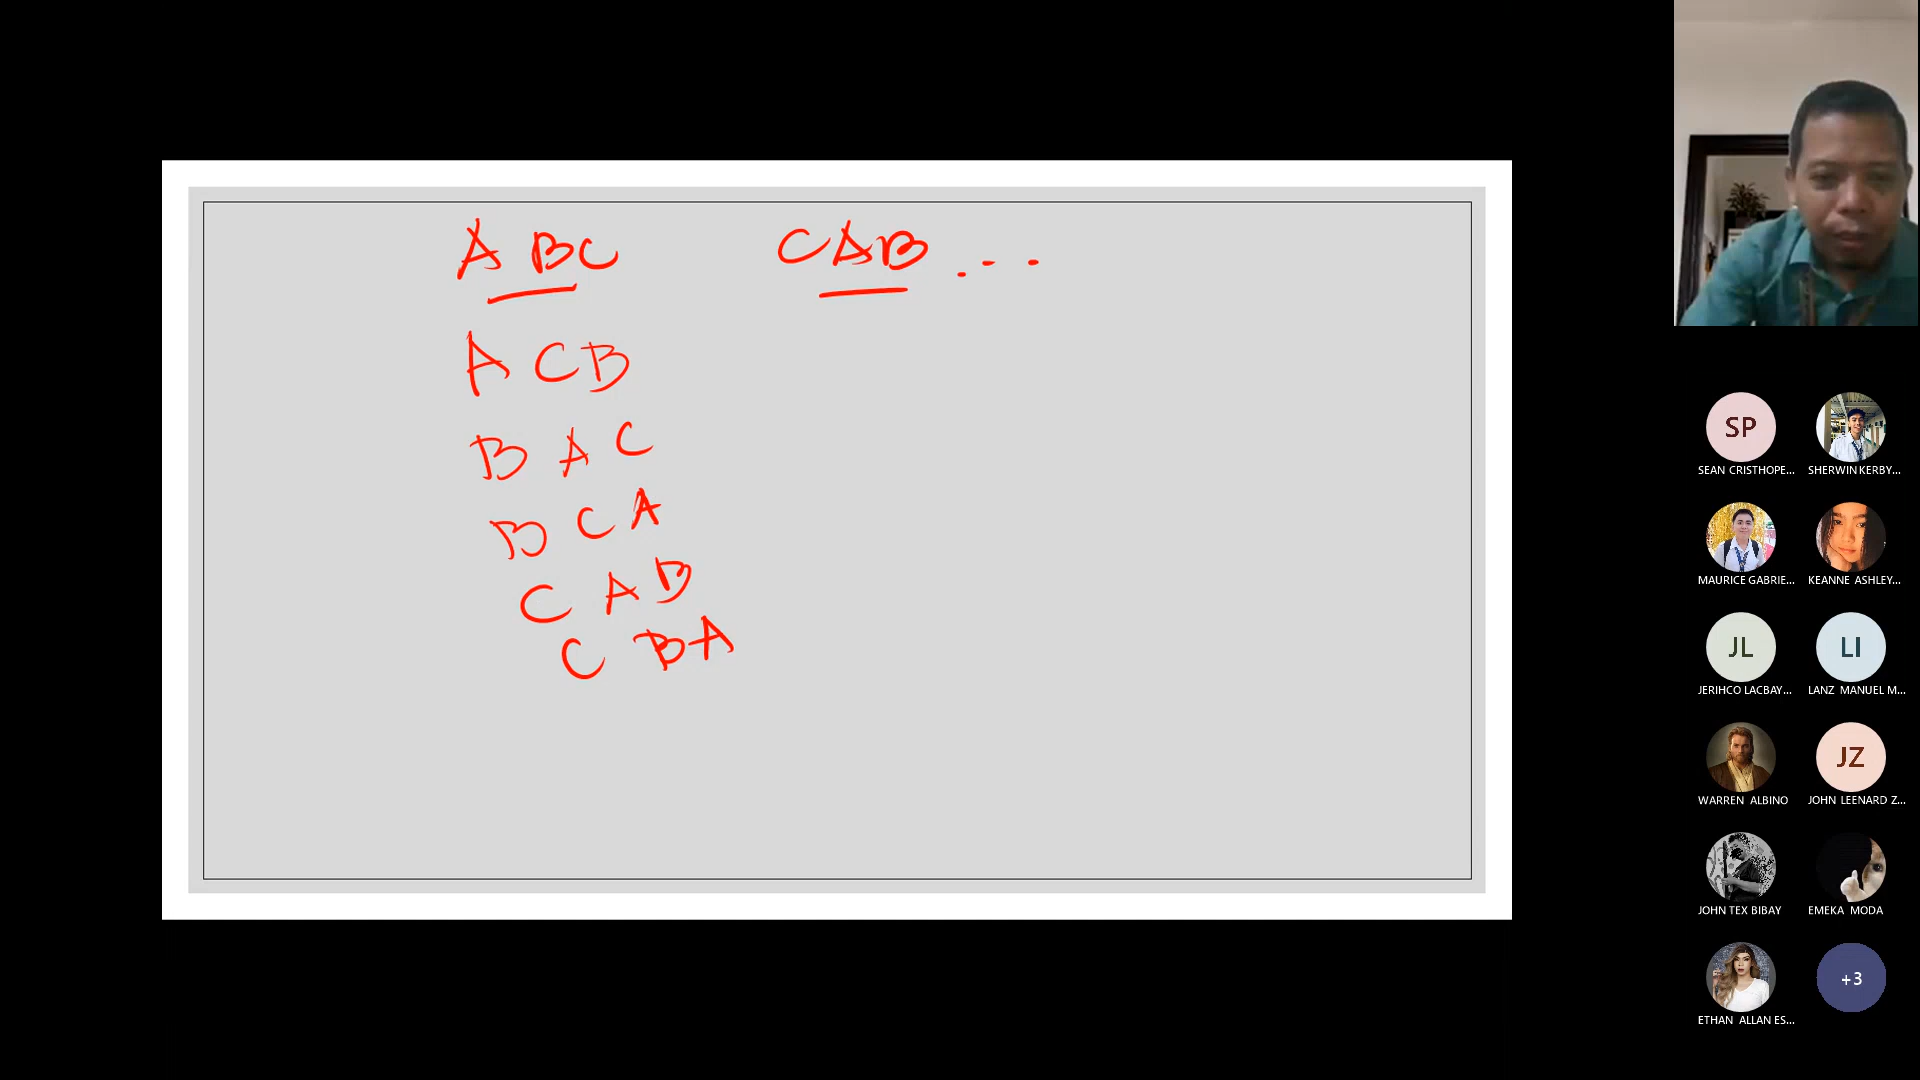 ABC CAB...
ACB
BAC
BCA
CAB
CBA
SP LI
SEAN CRISTHOPE... SHERWIN KERBY...
MAURICE GABRIE... KEANNE ASHLEY...
JL LI
JERIHCO LACBAY... LANZ MANUEL M...
JZ
WARREN ALBINO JOHN LEENARD Z...
JOHN TEX BIBAY EMEKA MODA
+3
ETHAN ALLAN ES...